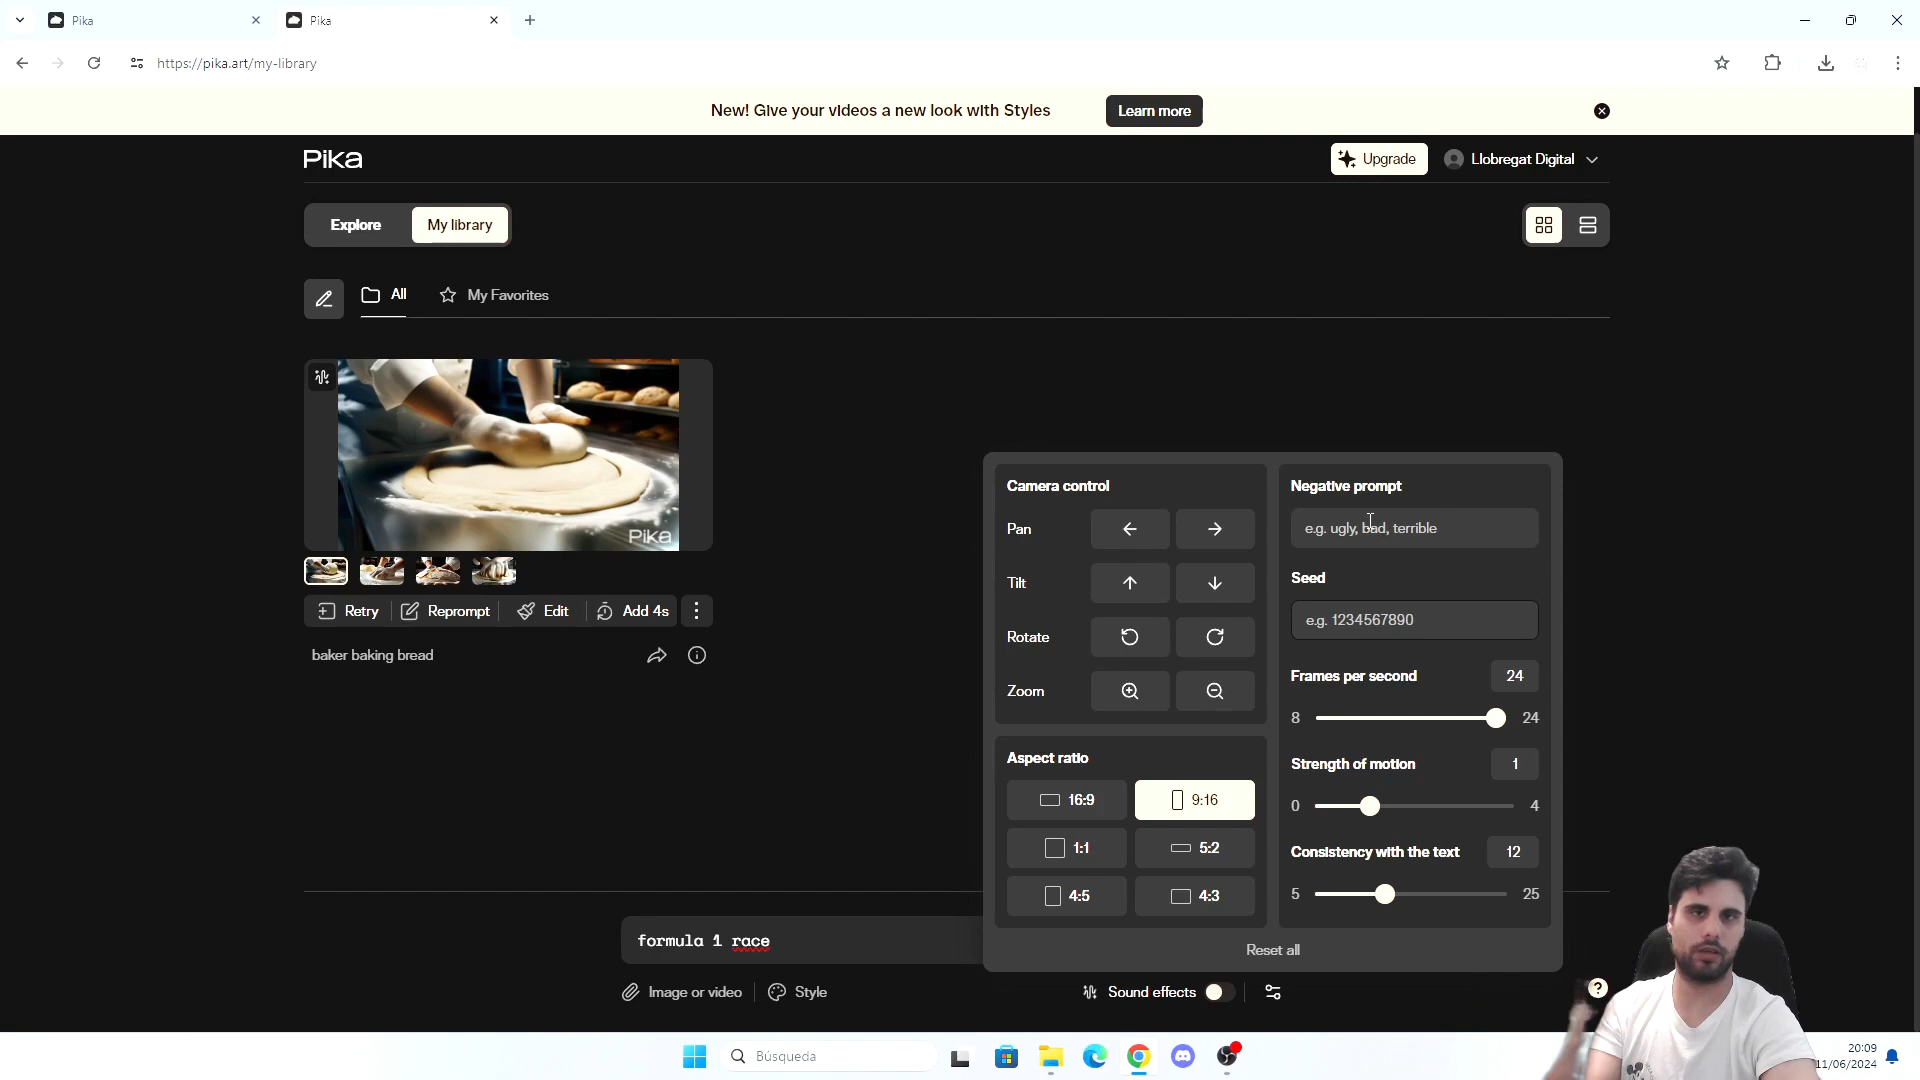 Pika
Pika
https://pika.art/my-library
New! Give your videos a new look with Styles
Learn more
Pika
Upgrade
Llobregat Digital
Explore
My library
All
My Favorites
Pika
Retry
Reprompt
Edit
Add 4s
baker baking bread
Camera control
Pan
Tilt
Rotate
Zoom
Aspect ratio
16:9
9:16
1:1
5:2
4:5
4:3
Negative prompt
e.g. ugly, bad, terrible
Seed
e.g. 1234567890
Frames per second
24
8
24
Strength of motion
1
0
4
Consistency with the text
12
5
25
Reset all
formula 1 race
Image or video
Style
Sound effects
?
Búsqueda
20:09
11/06/2024